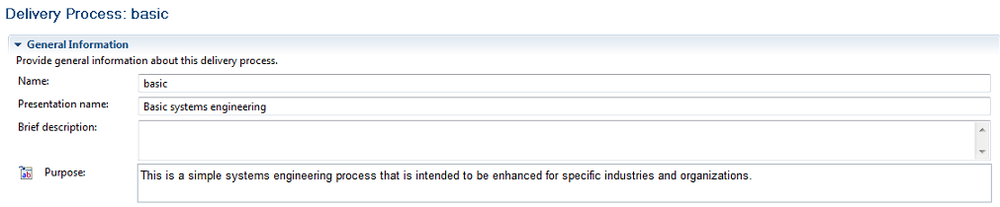 Delivery Process: basic
General Information
Provide general information about this delivery process.
Name: basic
Presentation name: Basic systems engineering
Brief description:
ab Purpose: This is a simple systems engineering process that is intended to be enhanced for specific industries and organizations.